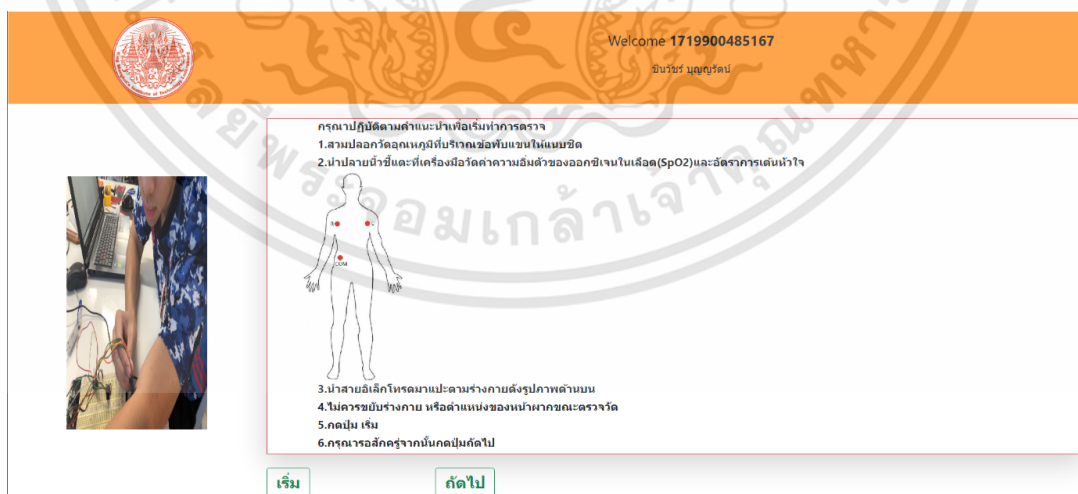 Welcome 1719900485167
ชินวัชร์ บุญญรัตน์
กรุณาปฏิบัติตามคำแนะนำเพื่อเริ่มทำการตรวจ
1.สวมปลอกวัดอุณหภูมิที่บริเวณข้อพับแขนให้แนบชิด
2.นำปลายนิ้วชี้แตะที่เครื่องมือวัดค่าความอิ่มตัวของออกซิเจนในเลือด(SpO2)และอัตราการเต้นหัวใจ
R
L
COM
3.นำสายอิเล็กโทรดมาแปะตามร่างกายดังรูปภาพด้านบน
4.ไม่ควรขยับร่างกาย หรือตำแหน่งของหน้าผากขณะตรวจวัด
5.กดปุ่ม เริ่ม
6.กรุณารอสักครู่จากนั้นกดปุ่มถัดไป
เริ่ม
ถัดไป